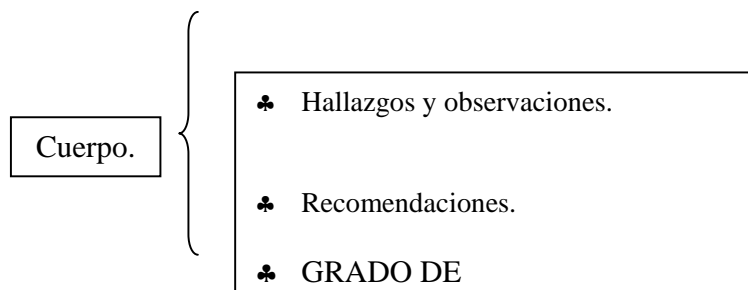 Cuerpo.
♣ Hallazgos y observaciones.
♣ Recomendaciones.
♣ GRADO DE